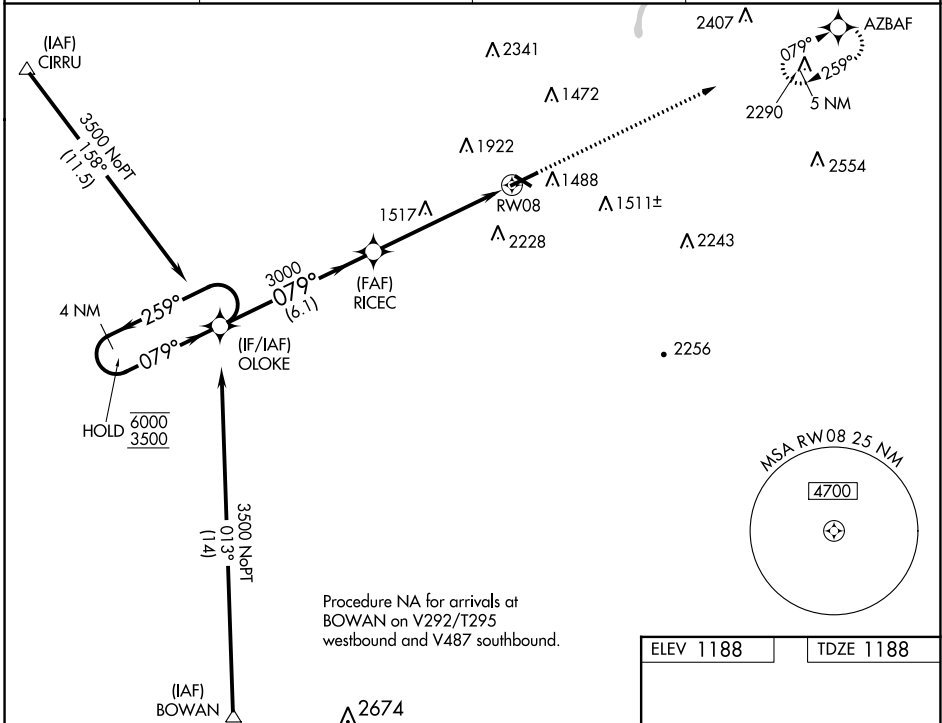 2407
AZBAF
(IAF)
CIRRU
2341
079°
259°
1472
2290
5 NM
3500 NoPT
158°
(11.5)
1922
2554
1488
RW08
1511±
1517
2228
2243
3000
079°
(6.1)
(FAF)
RICEC
4 NM
259°
079°
(IF/IAF)
OLOKE
2256
HOLD
6000
3500
MSA RW08 25 NM
4700
3500 NoPT
013°
(14)
Procedure NA for arrivals at
BOWAN on V292/T295
westbound and V487 southbound.
ELEV 1188
TDZE 1188
(IAF)
BOWAN
2674